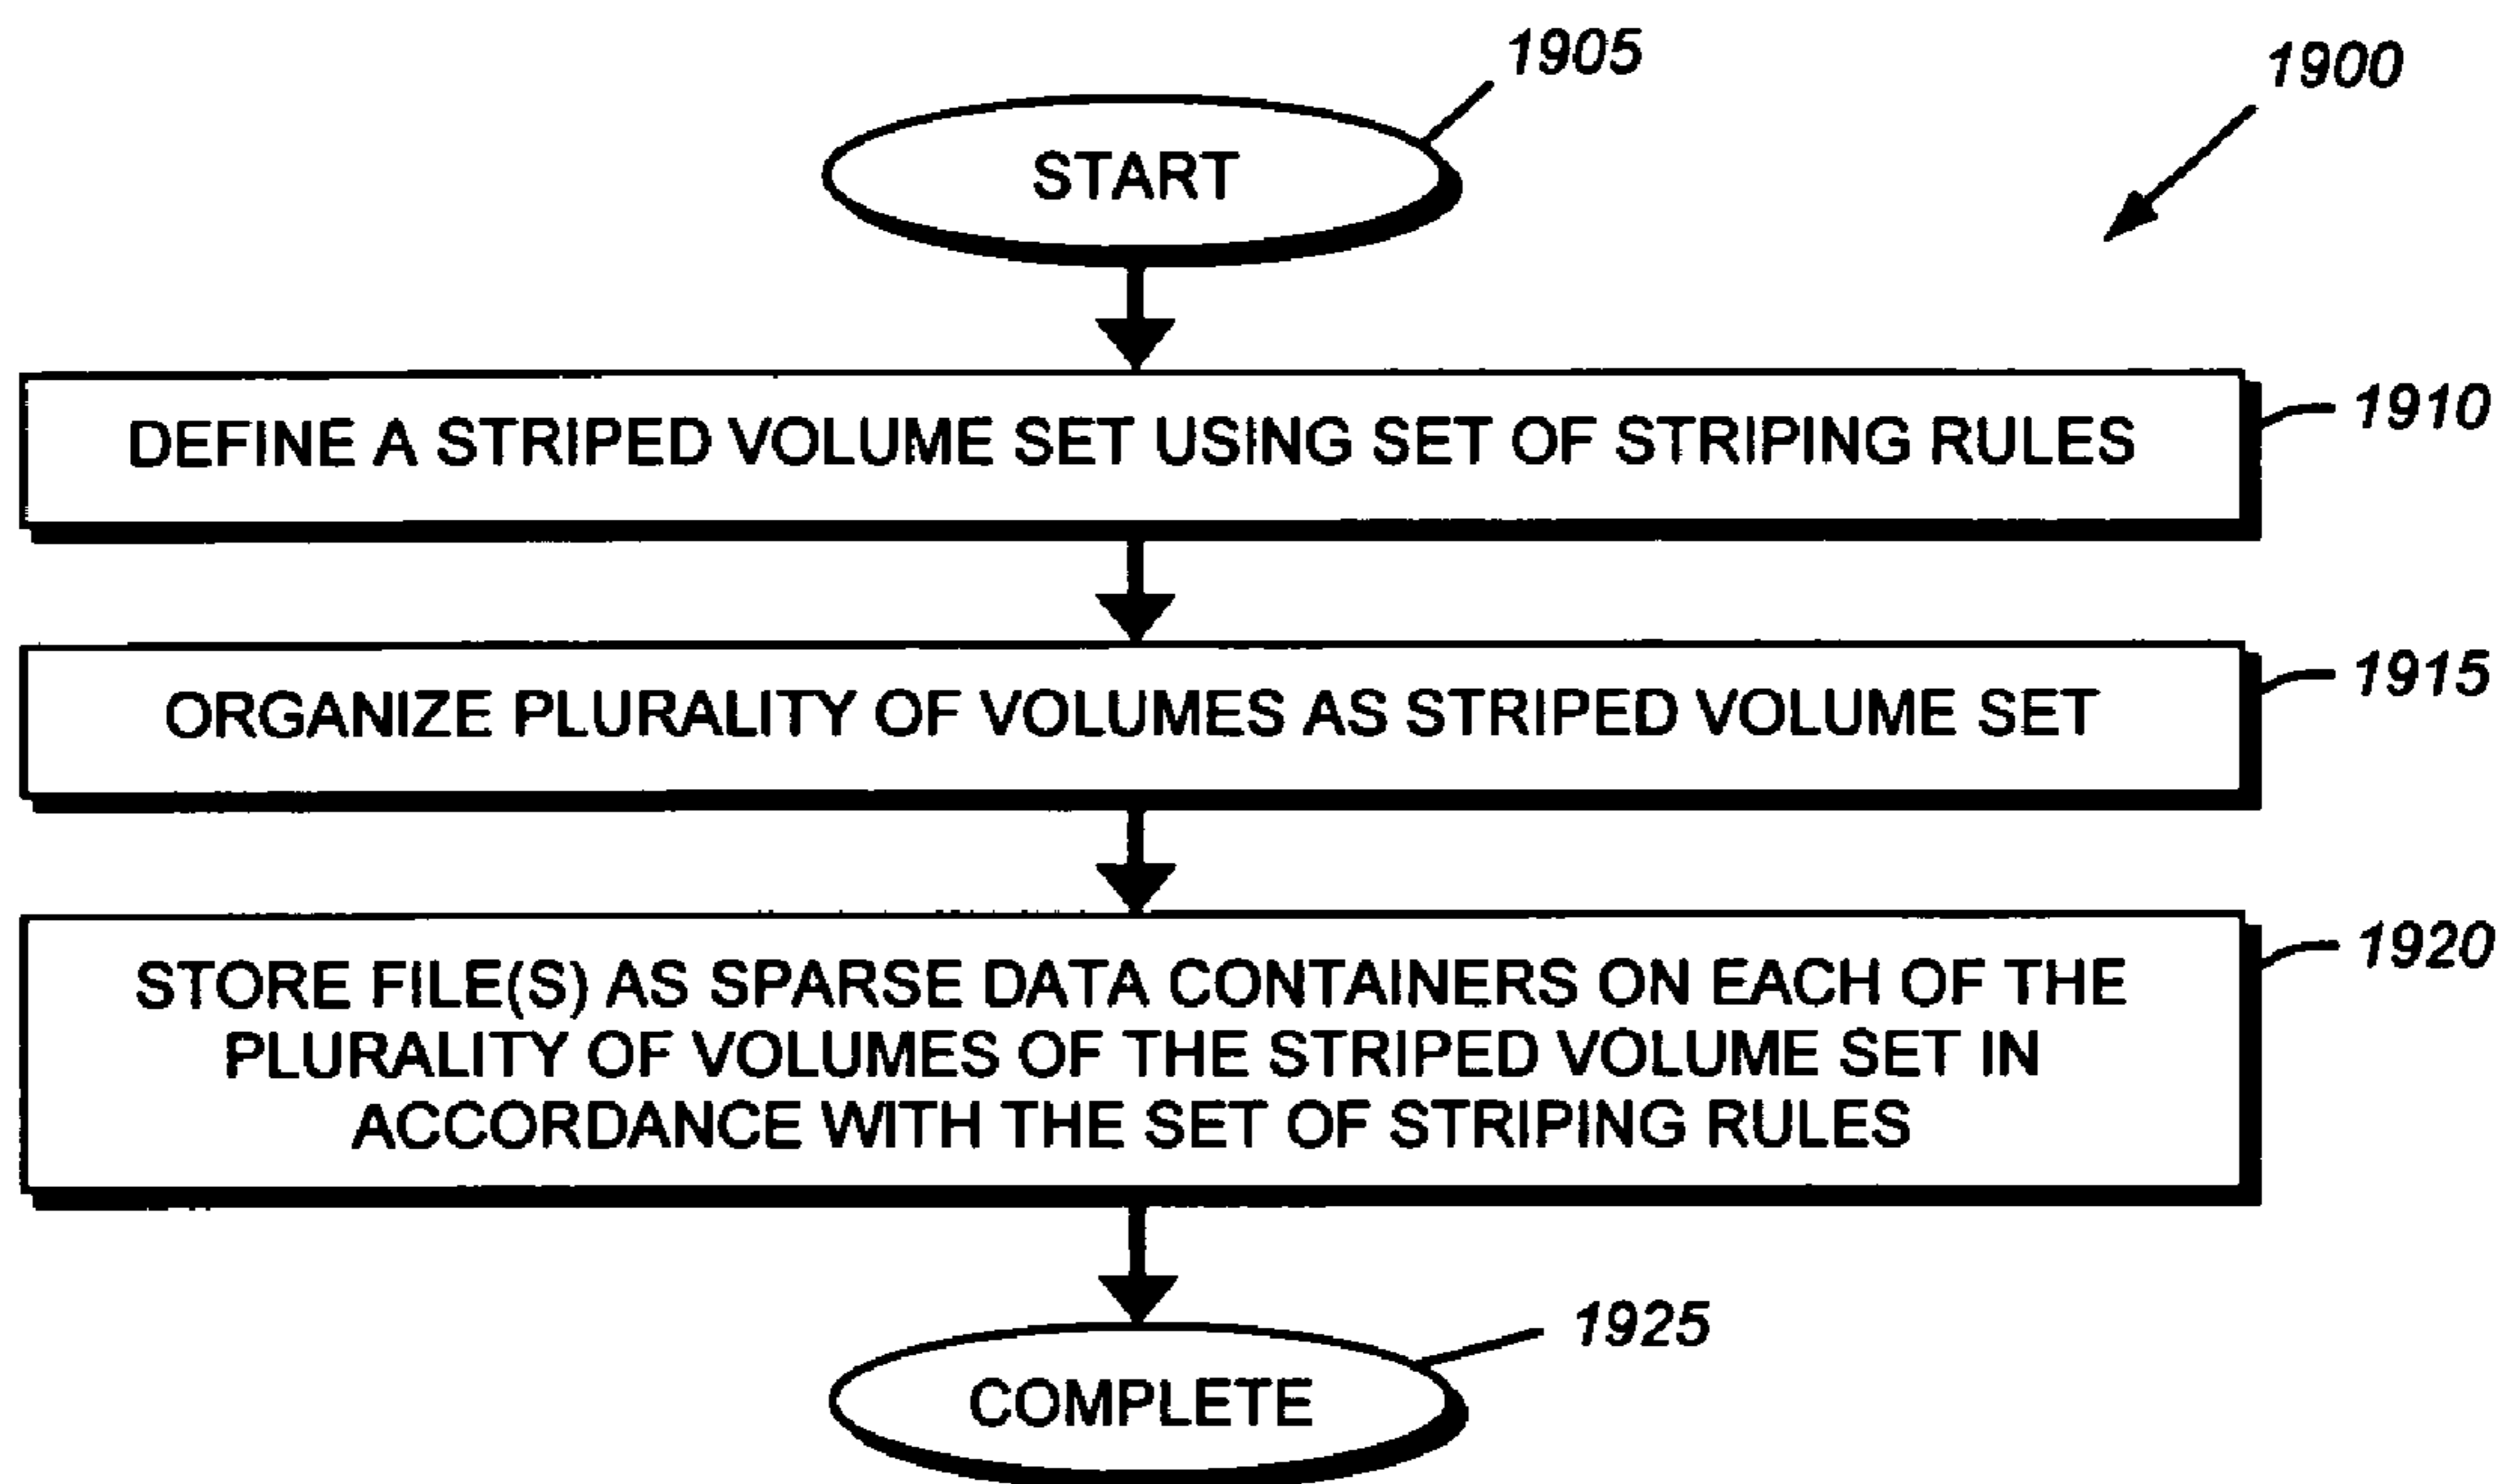 1905
1900
START
DEFINE A STRIPED VOLUME SET USING SET OF STRIPING RULES
1910
ORGANIZE PLURALITY OF VOLUMES AS STRIPED VOLUME SET
1915
STORE FILE(S) AS SPARSE DATA CONTAINERS ON EACH OF THE
PLURALITY OF VOLUMES OF THE STRIPED VOLUME SET IN
ACCORDANCE WITH THE SET OF STRIPING RULES
1920
1925
COMPLETE